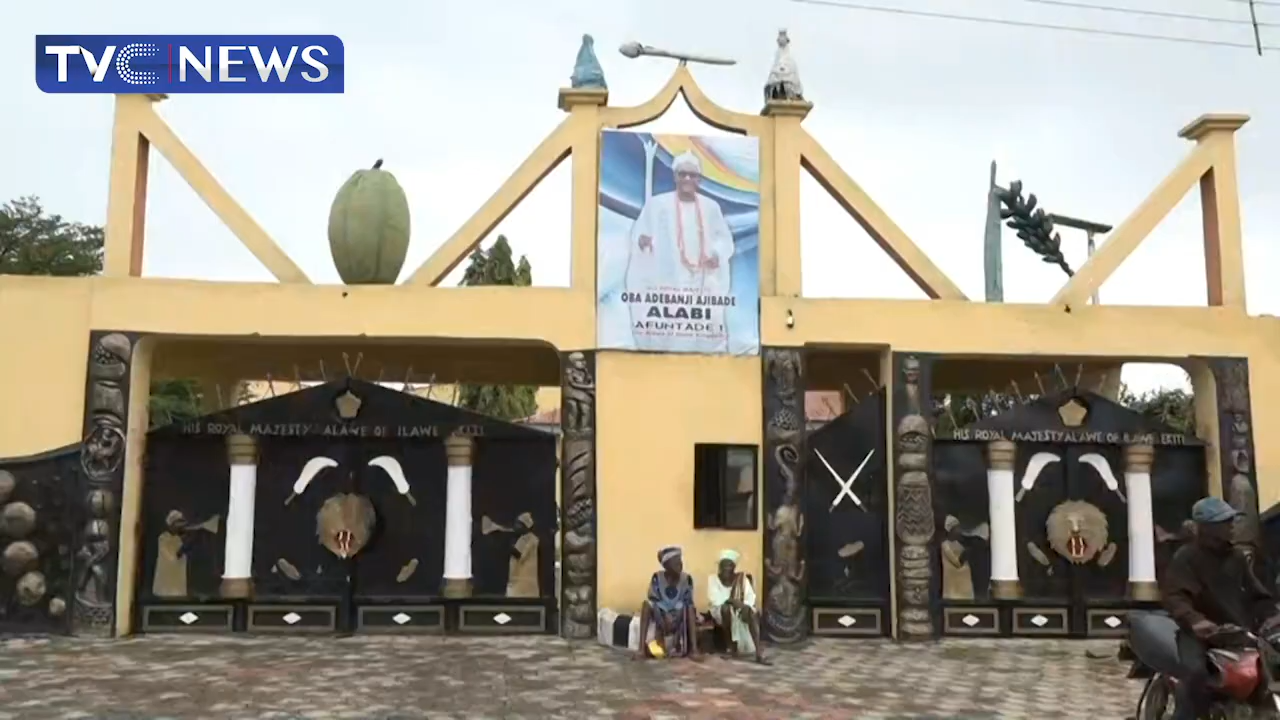 TVC NEWS
OBA ADEBANJI AJIBADE
ALABI
AFUNTADE 1
HIS ROYAL MAJESTY ALAWE OF ILAWE EKITI
HIS ROYAL MAJESTY ALAWE OF ILAWE EKITI